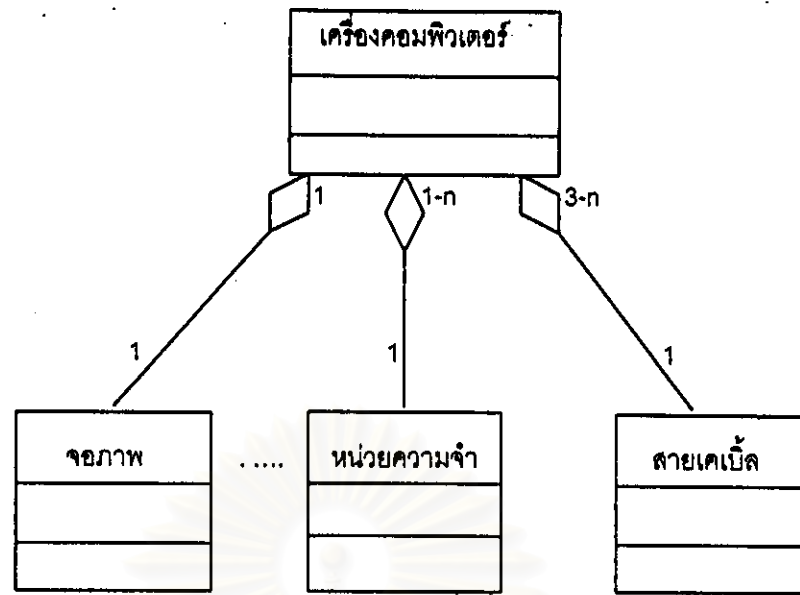 เครื่องคอมพิวเตอร์
1 1-n 3-n
1 1 1
จอภาพ ..... หน่วยความจำ สายเคเบิ้ล